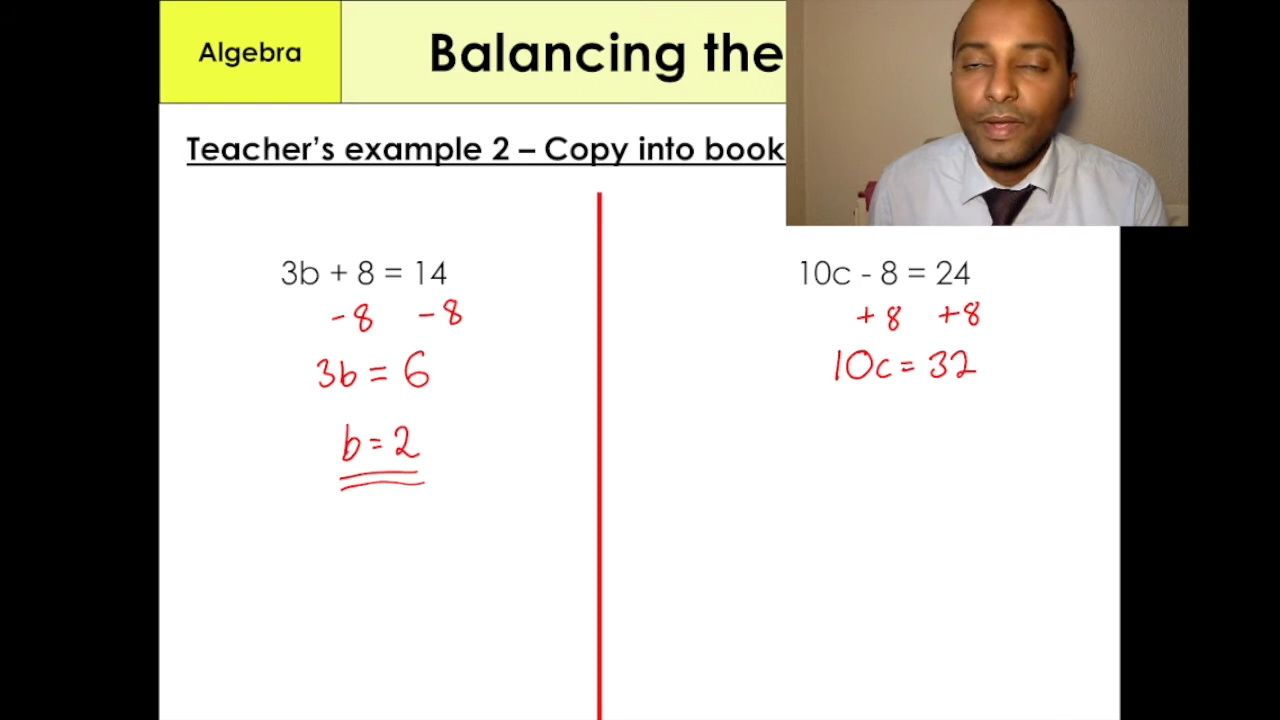 Algebra
Balancing the
Teacher's example 2 – Copy into book
3b + 8 = 14
-8 -8
3b = 6
b = 2
10c - 8 = 24
+8 +8
10c = 32